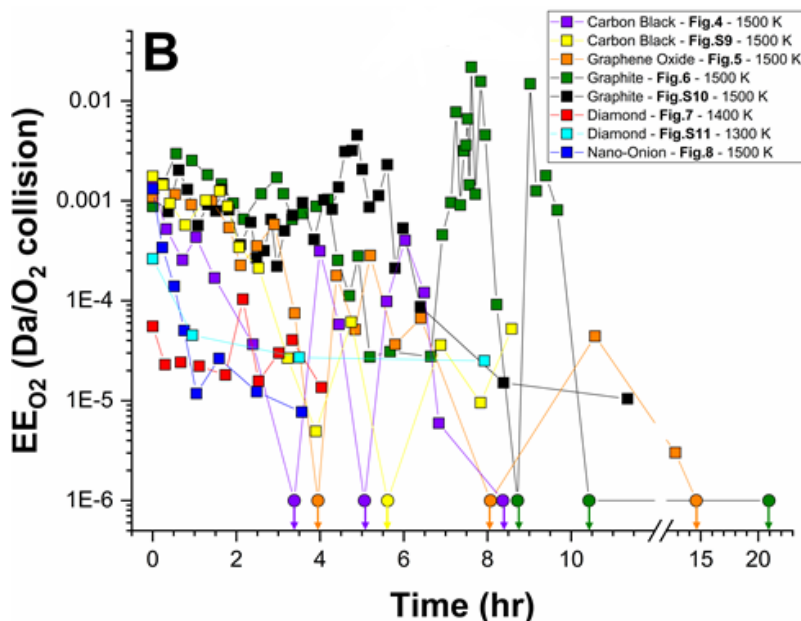 B
Carbon Black - Fig.4 - 1500 K
Carbon Black - Fig.S9 - 1500 K
Graphene Oxide - Fig.5 - 1500 K
Graphite - Fig.6 - 1500 K
Graphite - Fig.S10 - 1500 K
Diamond - Fig.7 - 1400 K
Diamond - Fig.S11 - 1300 K
Nano-Onion - Fig.8 - 1500 K
EE_O2 (Da/O2 collision)
0.01
0.001
1E-4
1E-5
1E-6
0 2 4 6 8 10 15 20
Time (hr)